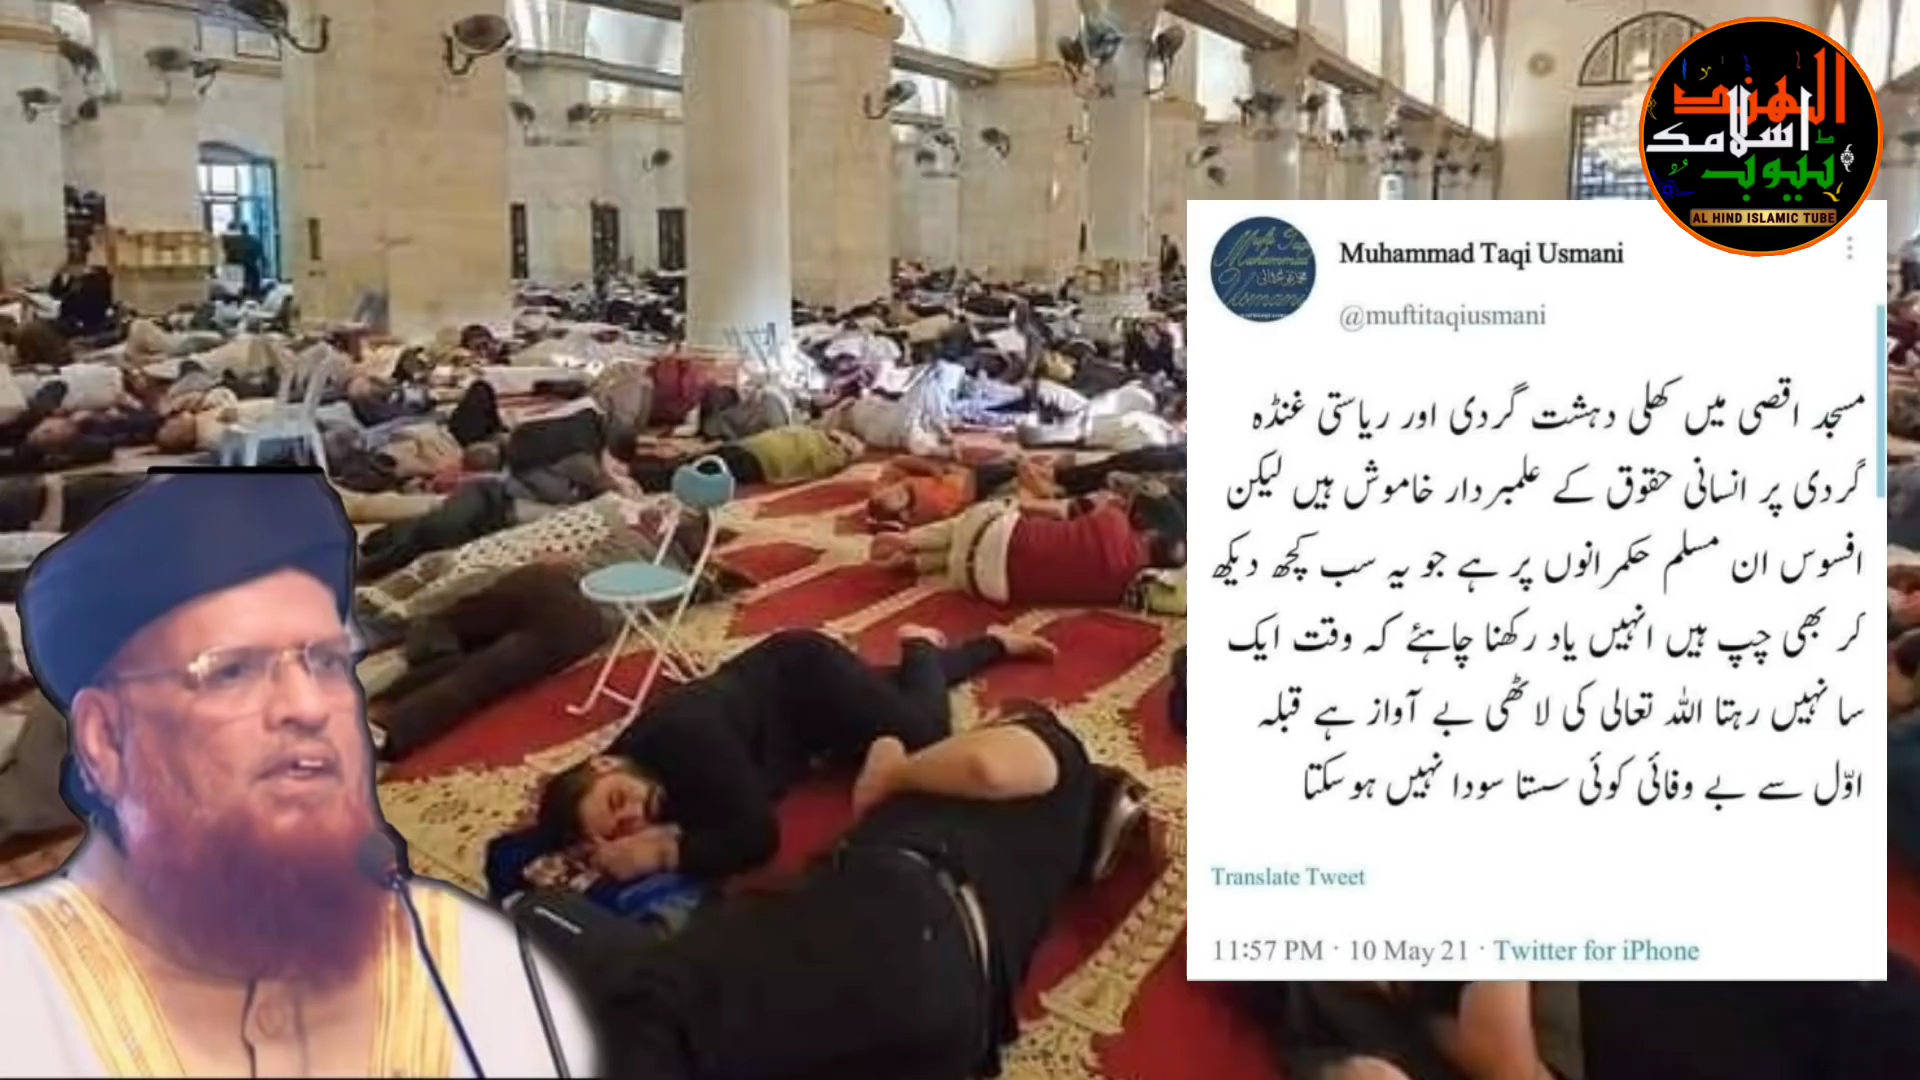 الهند
اسلامک
ٹیوب
AL HIND ISLAMIC TUBE
Muhammad Taqi Usmani
@muftitaqiusmani
مسجد اقصی میں کھلی دہشت گردی اور ریاستی غنڈہ
گردی پر انسانی حقوق کے علمبردار خاموش ہیں لیکن
افسوس ان مسلم حکمرانوں پر ہے جو یہ سب کچھ دیکھ
کر بھی چپ ہیں انہیں یاد رکھنا چاہئے کہ وقت ایک
سا نہیں رہتا اللہ تعالی کی لاٹھی بے آواز ہے قبلہ
اوّل سے بے وفائی کوئی سستا سودا نہیں ہوسکتا
Translate Tweet
11:57 PM · 10 May 21 · Twitter for iPhone